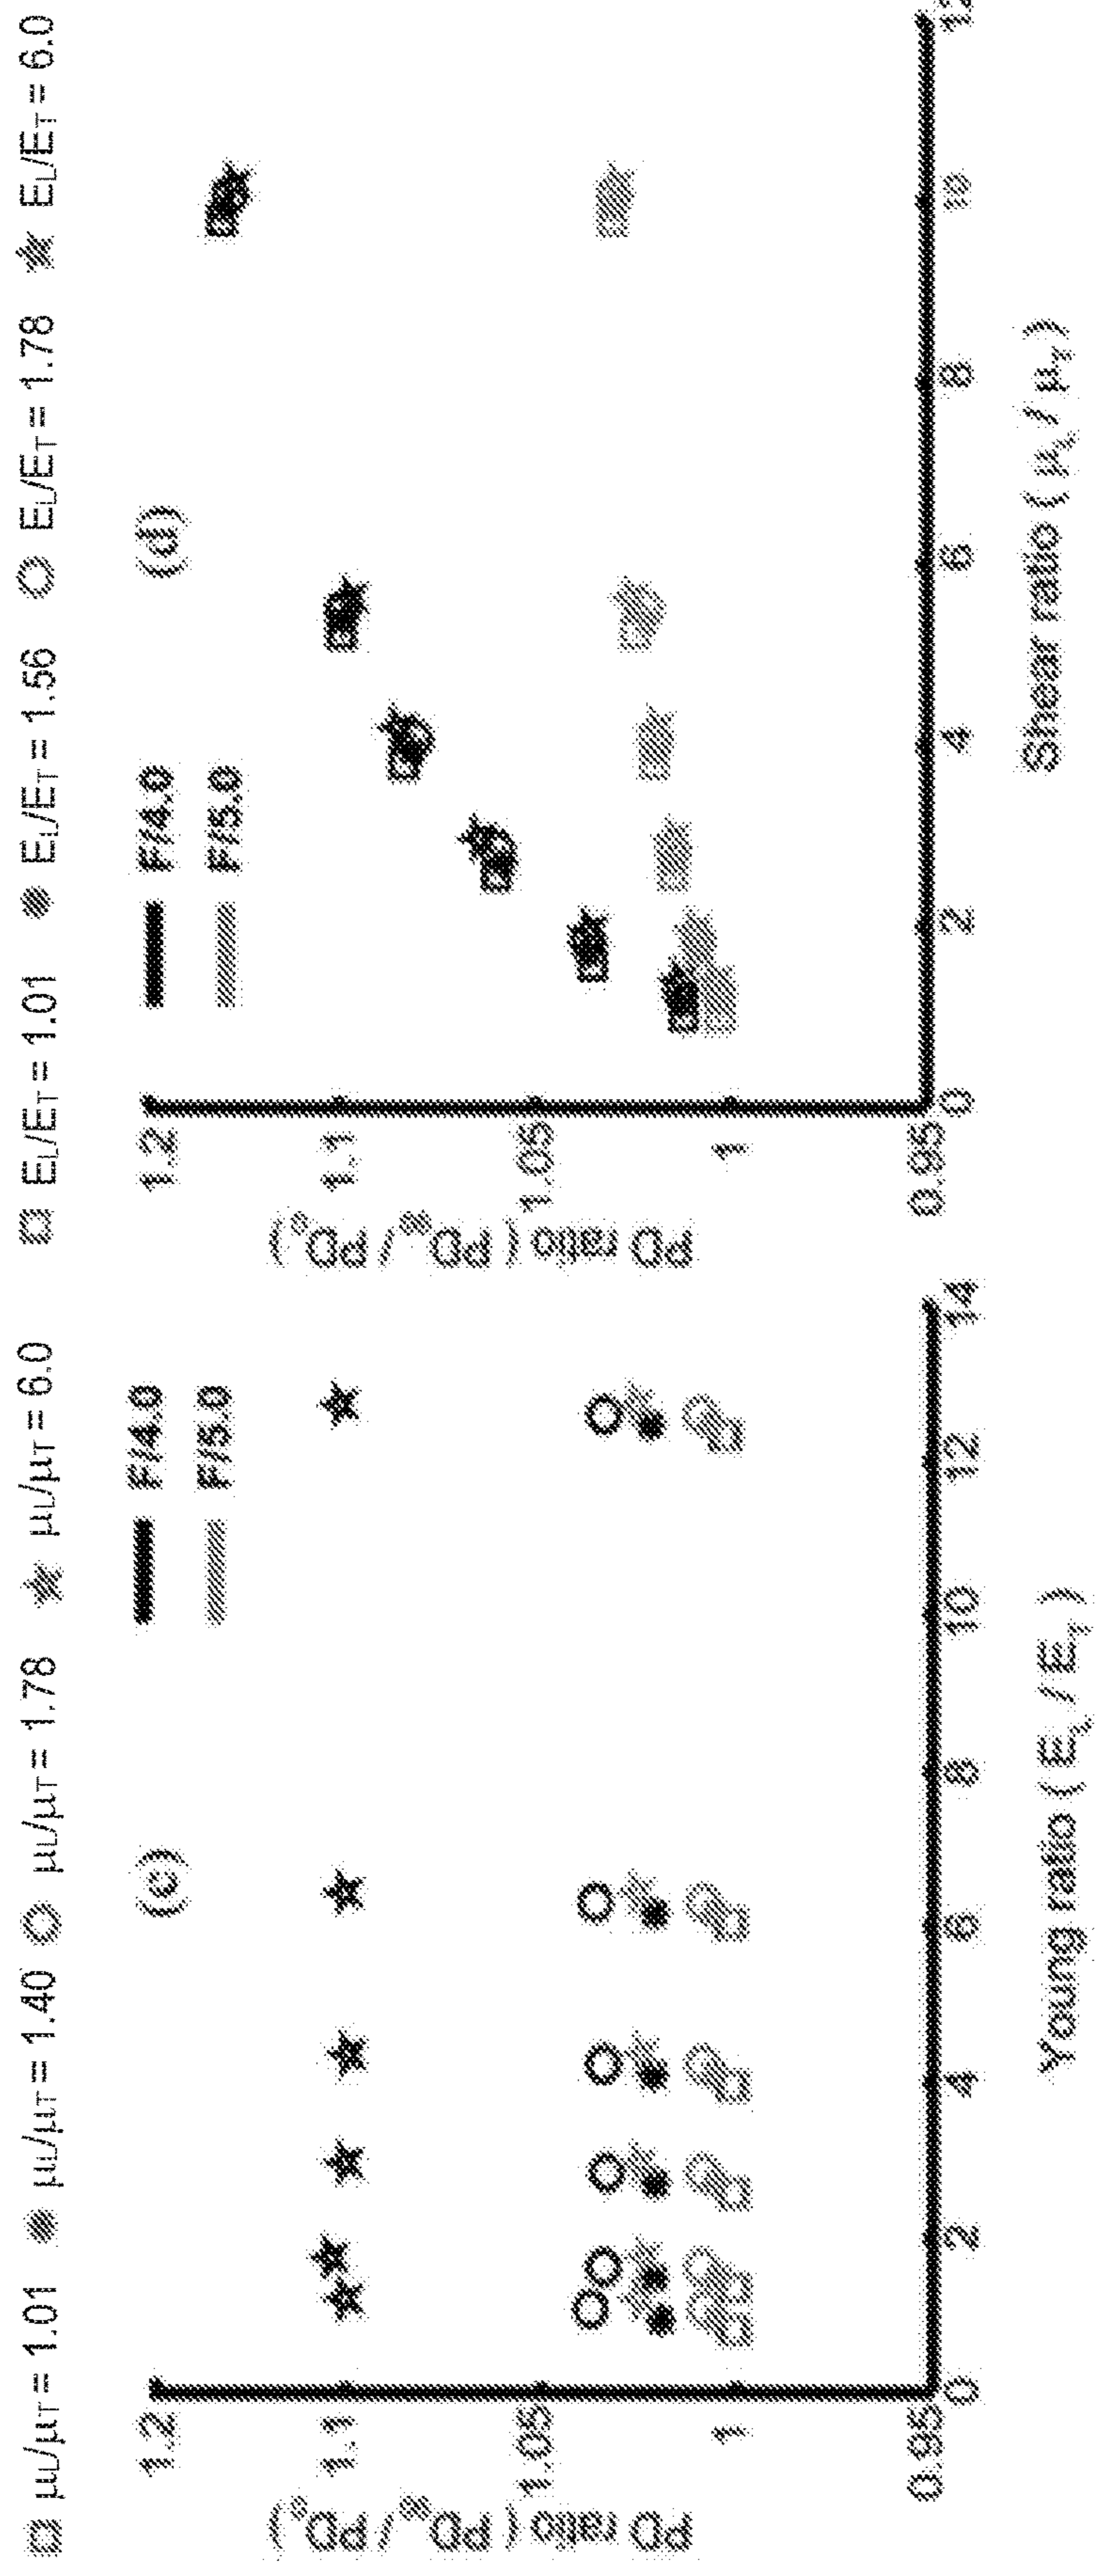 μL/μT = 1.01 μL/μT = 1.40 μL/μT = 1.78 μL/μT = 6.0
EL/ET = 1.01 EL/ET = 1.56 EL/ET = 1.78 EL/ET = 6.0
(c)
F/4.0
F/5.0
1.2
1.1
1.05
1
0.95
PD ratio ( PD90 / PD0 )
0 2 4 6 8 10 12 14
Young ratio ( EL / ET )
(d)
F/4.0
F/5.0
1.2
1.1
1.05
1
0.95
PD ratio ( PD90 / PD0 )
0 2 4 6 8 10 12
Shear ratio ( μL / μT )